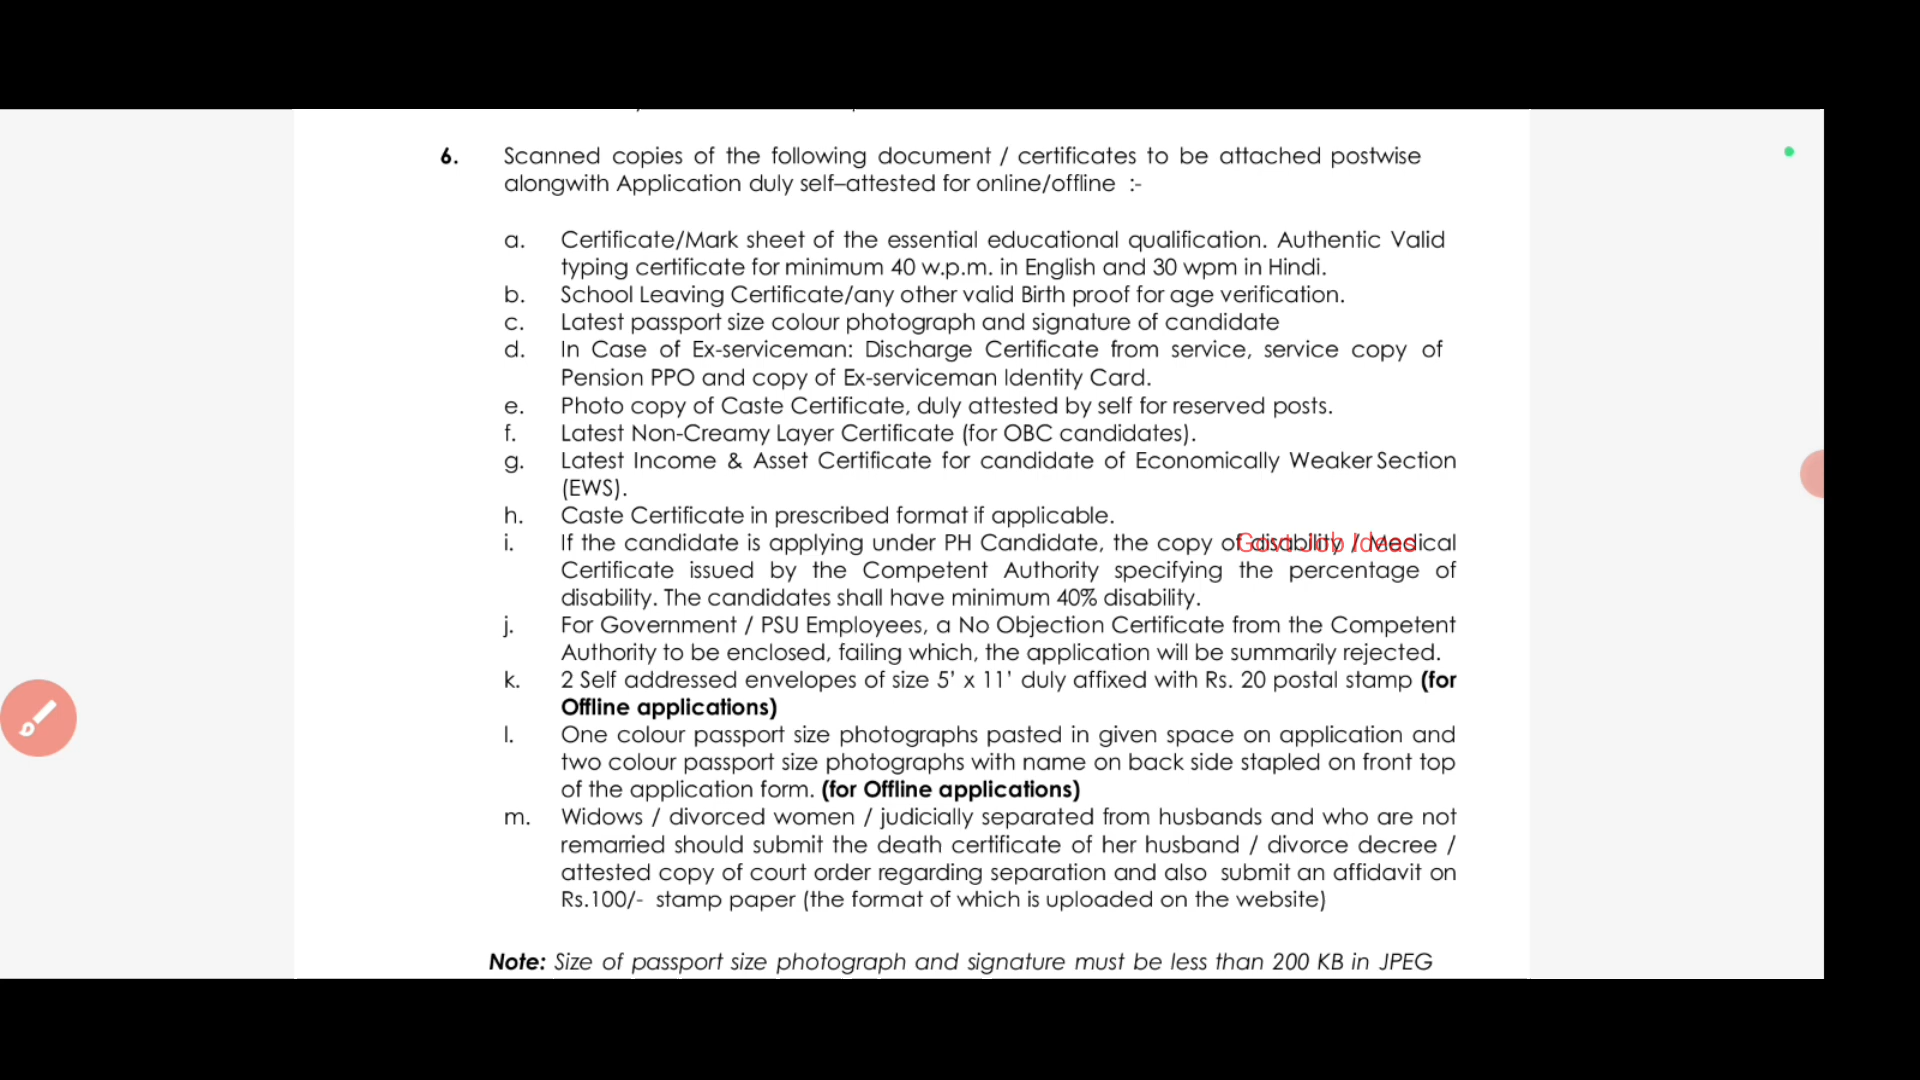 6. Scanned copies of the following document / certificates to be attached postwise
alongwith Application duly self–attested for online/offline :-
a. Certificate/Mark sheet of the essential educational qualification. Authentic Valid
typing certificate for minimum 40 w.p.m. in English and 30 wpm in Hindi.
b. School Leaving Certificate/any other valid Birth proof for age verification.
c. Latest passport size colour photograph and signature of candidate
d. In Case of Ex-serviceman: Discharge Certificate from service, service copy of
Pension PPO and copy of Ex-serviceman Identity Card.
e. Photo copy of Caste Certificate, duly attested by self for reserved posts.
f. Latest Non-Creamy Layer Certificate (for OBC candidates).
g. Latest Income & Asset Certificate for candidate of Economically Weaker Section
(EWS).
h. Caste Certificate in prescribed format if applicable.
i. If the candidate is applying under PH Candidate, the copy of disability / Medical
Govt Job Ideas
Certificate issued by the Competent Authority specifying the percentage of
disability. The candidates shall have minimum 40% disability.
j. For Government / PSU Employees, a No Objection Certificate from the Competent
Authority to be enclosed, failing which, the application will be summarily rejected.
k. 2 Self addressed envelopes of size 5' x 11' duly affixed with Rs. 20 postal stamp (for
Offline applications)
l. One colour passport size photographs pasted in given space on application and
two colour passport size photographs with name on back side stapled on front top
of the application form. (for Offline applications)
m. Widows / divorced women / judicially separated from husbands and who are not
remarried should submit the death certificate of her husband / divorce decree /
attested copy of court order regarding separation and also submit an affidavit on
Rs.100/- stamp paper (the format of which is uploaded on the website)
Note: Size of passport size photograph and signature must be less than 200 KB in JPEG